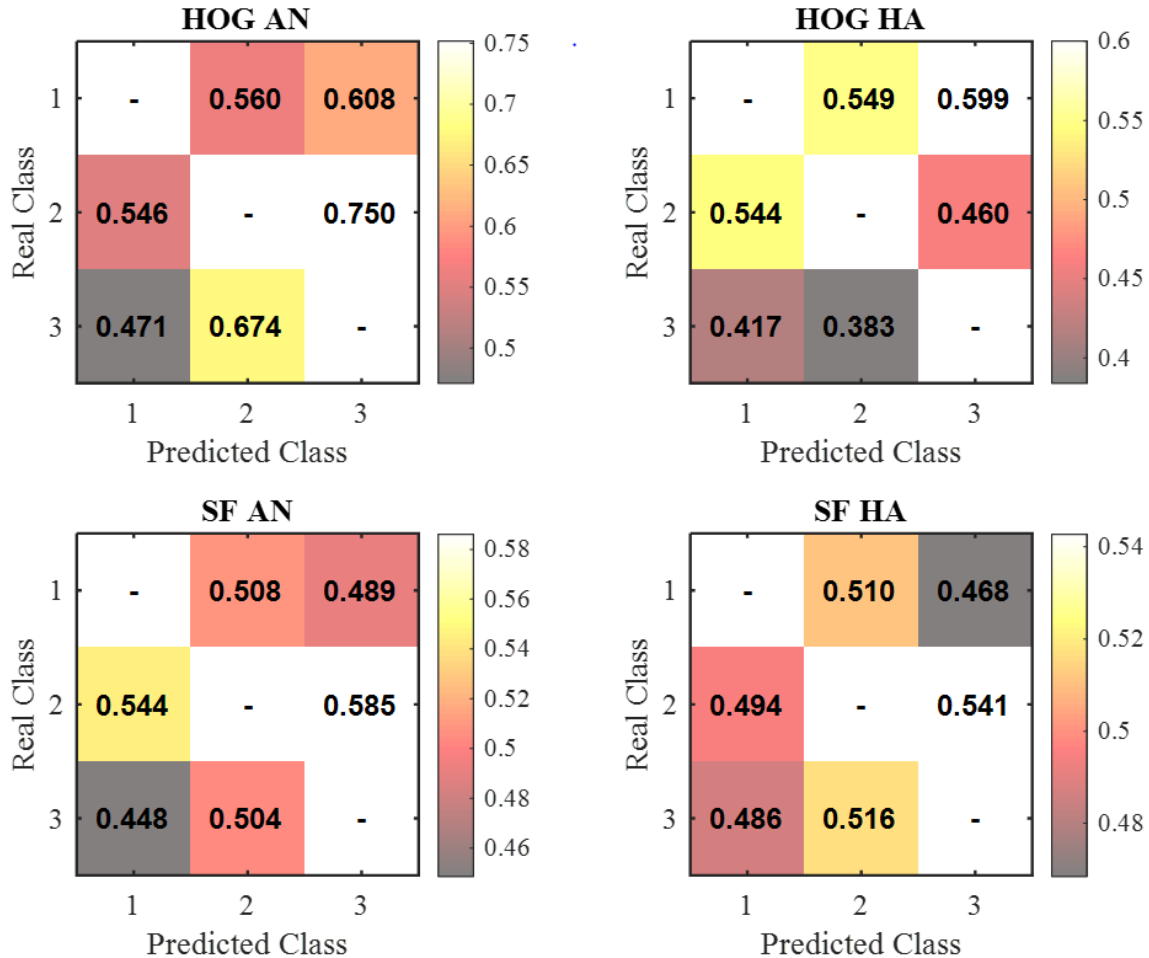 HOG AN
1 - 0.560 0.608
2 0.546 - 0.750
3 0.471 0.674 -
1 2 3
Predicted Class
Real Class
0.75
0.7
0.65
0.6
0.55
0.5
HOG HA
1 - 0.549 0.599
2 0.544 - 0.460
3 0.417 0.383 -
1 2 3
Predicted Class
Real Class
0.6
0.55
0.5
0.45
0.4
SF AN
1 - 0.508 0.489
2 0.544 - 0.585
3 0.448 0.504 -
1 2 3
Predicted Class
Real Class
0.58
0.56
0.54
0.52
0.5
0.48
0.46
SF HA
1 - 0.510 0.468
2 0.494 - 0.541
3 0.486 0.516 -
1 2 3
Predicted Class
Real Class
0.54
0.52
0.5
0.48